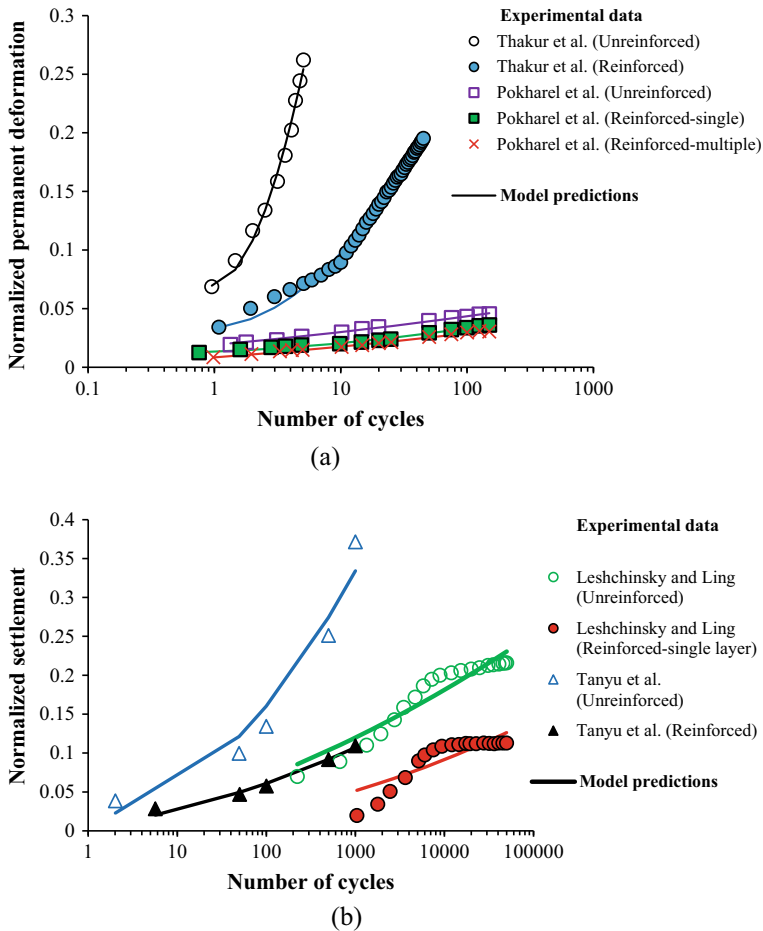 (a)
0.3
0.25
0.2
0.15
0.1
0.05
0
Normalized permanent deformation
0.1
1
10
100
1000
Number of cycles
Experimental data
Thakur et al. (Unreinforced)
Thakur et al. (Reinforced)
Pokharel et al. (Unreinforced)
Pokharel et al. (Reinforced-single)
Pokharel et al. (Reinforced-multiple)
Model predictions
(a)
0.4
0.35
0.3
0.25
0.2
0.15
0.1
0.05
0
Normalized settlement
1
10
100
1000
10000
100000
Number of cycles
Experimental data
Leshchinsky and Ling
(Unreinforced)
Leshchinsky and Ling
(Reinforced-single layer)
Tanyu et al.
(Unreinforced)
Tanyu et al. (Reinforced)
Model predictions
(b)